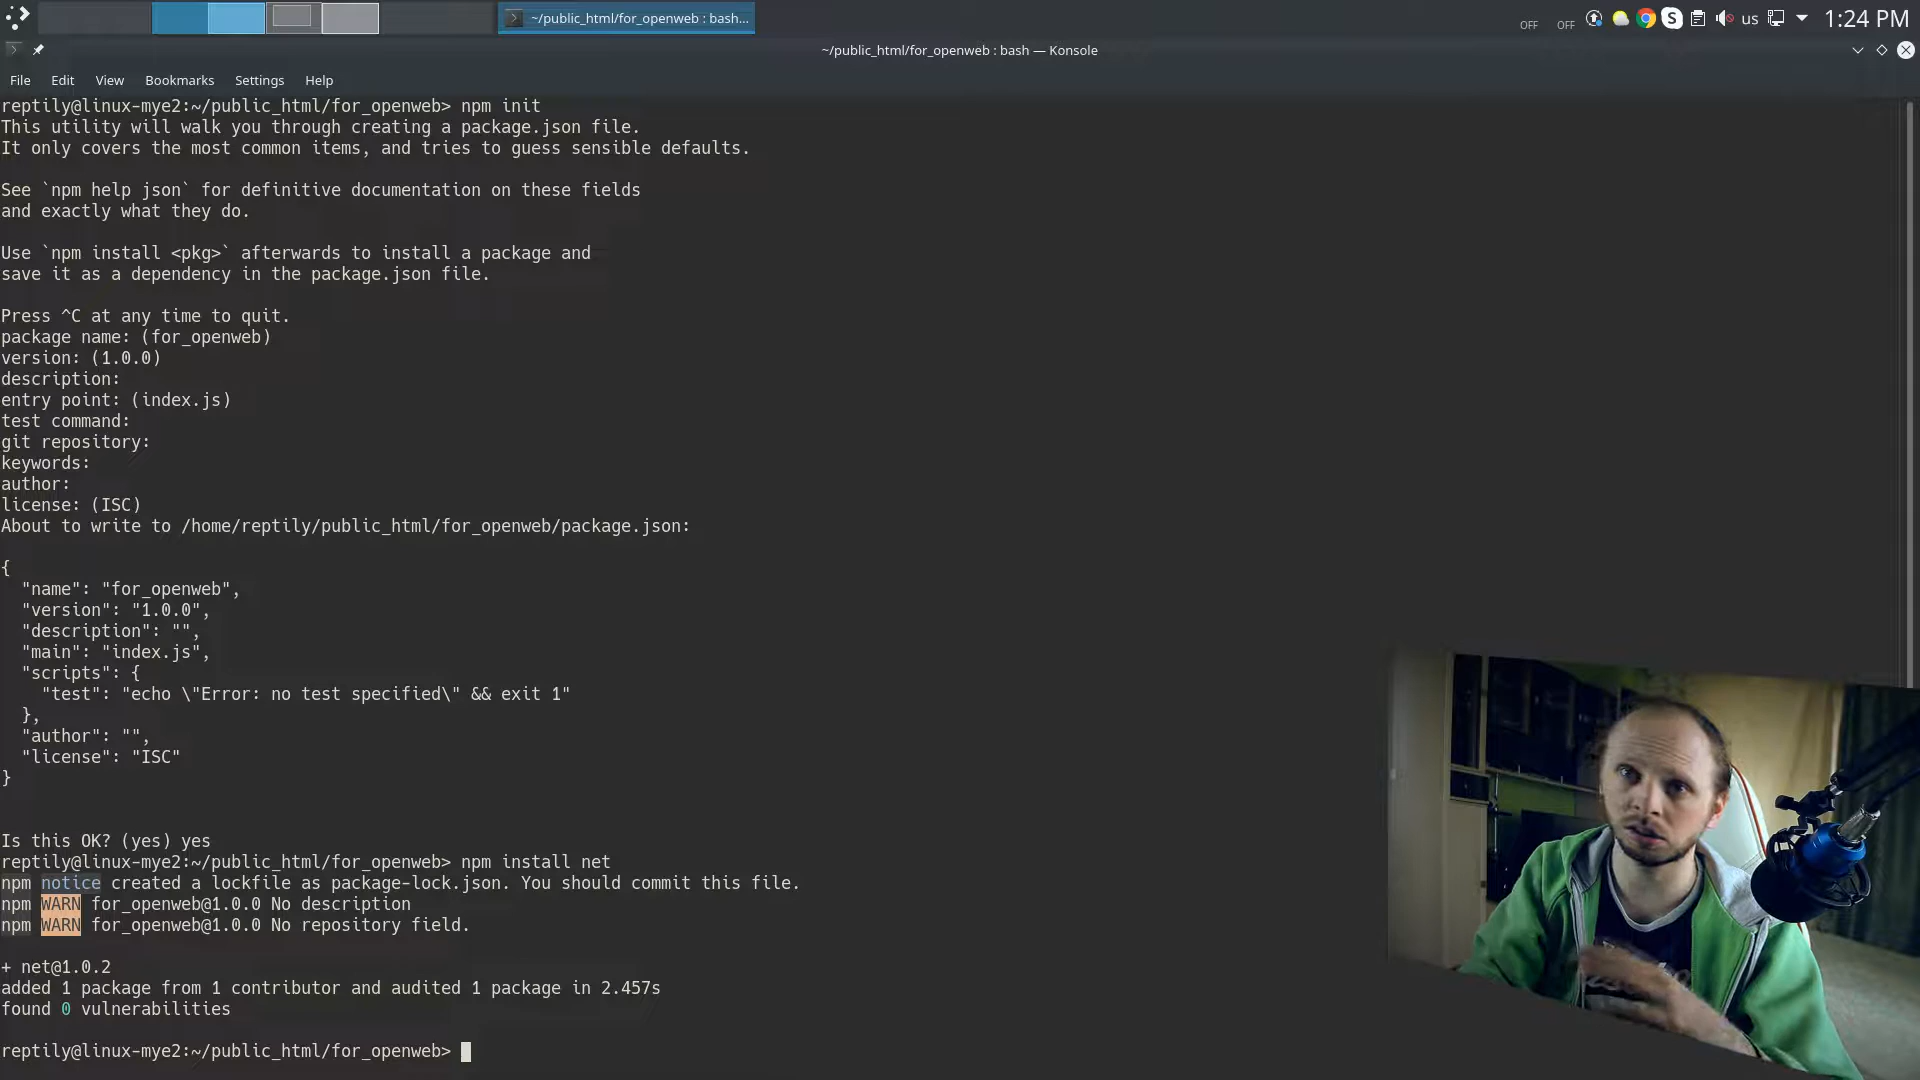 ~/public_html/for_openweb : bash...
OFF OFF us 1:24 PM
~/public_html/for_openweb : bash — Konsole
File Edit View Bookmarks Settings Help
reptily@linux-mye2:~/public_html/for_openweb> npm init
This utility will walk you through creating a package.json file.
It only covers the most common items, and tries to guess sensible defaults.
See `npm help json` for definitive documentation on these fields
and exactly what they do.
Use `npm install <pkg>` afterwards to install a package and
save it as a dependency in the package.json file.
Press ^C at any time to quit.
package name: (for_openweb)
version: (1.0.0)
description:
entry point: (index.js)
test command:
git repository:
keywords:
author:
license: (ISC)
About to write to /home/reptily/public_html/for_openweb/package.json:
{
  "name": "for_openweb",
  "version": "1.0.0",
  "description": "",
  "main": "index.js",
  "scripts": {
    "test": "echo \"Error: no test specified\" && exit 1"
  },
  "author": "",
  "license": "ISC"
}
Is this OK? (yes) yes
reptily@linux-mye2:~/public_html/for_openweb> npm install net
npm notice created a lockfile as package-lock.json. You should commit this file.
npm WARN for_openweb@1.0.0 No description
npm WARN for_openweb@1.0.0 No repository field.
+ net@1.0.2
added 1 package from 1 contributor and audited 1 package in 2.457s
found 0 vulnerabilities
reptily@linux-mye2:~/public_html/for_openweb>